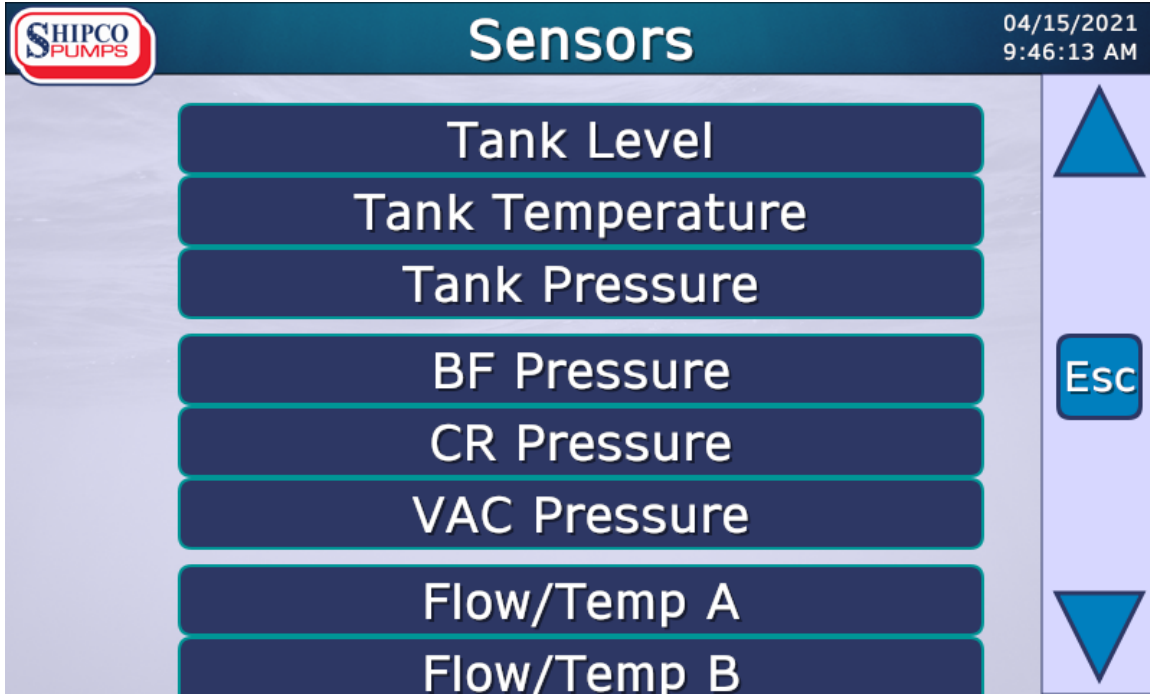 SHIPCO
PUMPS
Sensors
04/15/2021
9:46:13 AM
Tank Level
Tank Temperature
Tank Pressure
BF Pressure
Esc
CR Pressure
VAC Pressure
Flow/Temp A
Flow/Temp B